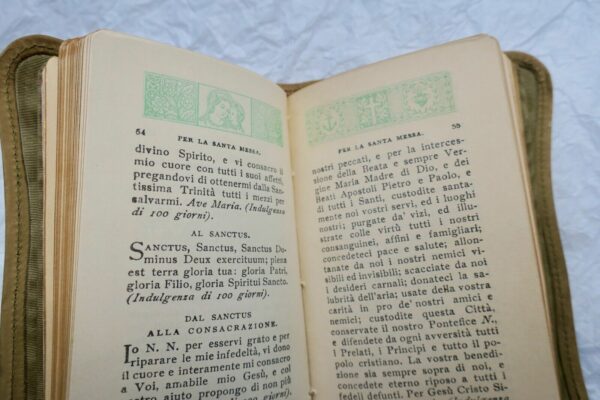 54
PER LA SANTA MESSA.
divino Spirito, e vi consacro il
mio cuore con tutti i suoi affetti,
pregandovi di ottenermi dalla San-
tissima Trinità tutti i mezzi per
salvarmi. Ave Maria. (Indulgenza
di 100 giorni).
AL SANCTUS.
SANCTUS, Sanctus, Sanctus Do-
minus Deux exercituum; piena
est terra gloria tua: gloria Patri,
gloria Filio, gloria Spiritui Sancto.
(Indulgenza di 100 giorni).
DAL SANCTUS
ALLA CONSACRAZIONE.
Io N. N. per esservi grato e per
riparare le mie infedeltà, vi dono
il cuore e interamente mi consacro
a Voi, amabile mio Gesù, e col
vostro aiuto propongo di non più
PER LA SANTA MESSA.
55
nostri peccati, e per la interces-
sione della Beata e sempre Ver-
gine Maria Madre di Dio, e dei
Beati Apostoli Pietro e Paolo, e
di tutti i Santi, custodite santa-
mente noi vostri servi, ed i luoghi
nostri; purgate da' vizi, ed illu-
strate colle virtù tutti i nostri
consanguinei, affini e famigliari;
concedeteci pace e salute; allon-
tanate da noi i nostri nemici vi-
sibili ed invisibili; scacciate da noi
i desideri carnali; donateci la sa-
lubrità dell'aria; usate della vostra
carità in pro de' nostri amici e
nemici; custodite questa Città,
conservate il nostro Pontefice N.,
e difendete da ogni avversità tutti
i Prelati, i Principi e tutto il po-
polo cristiano. La vostra benedi-
zione sia sempre sopra di noi, e
concedete eterno riposo a tutti i
fedeli defunti. Per Gesù Cristo Si-